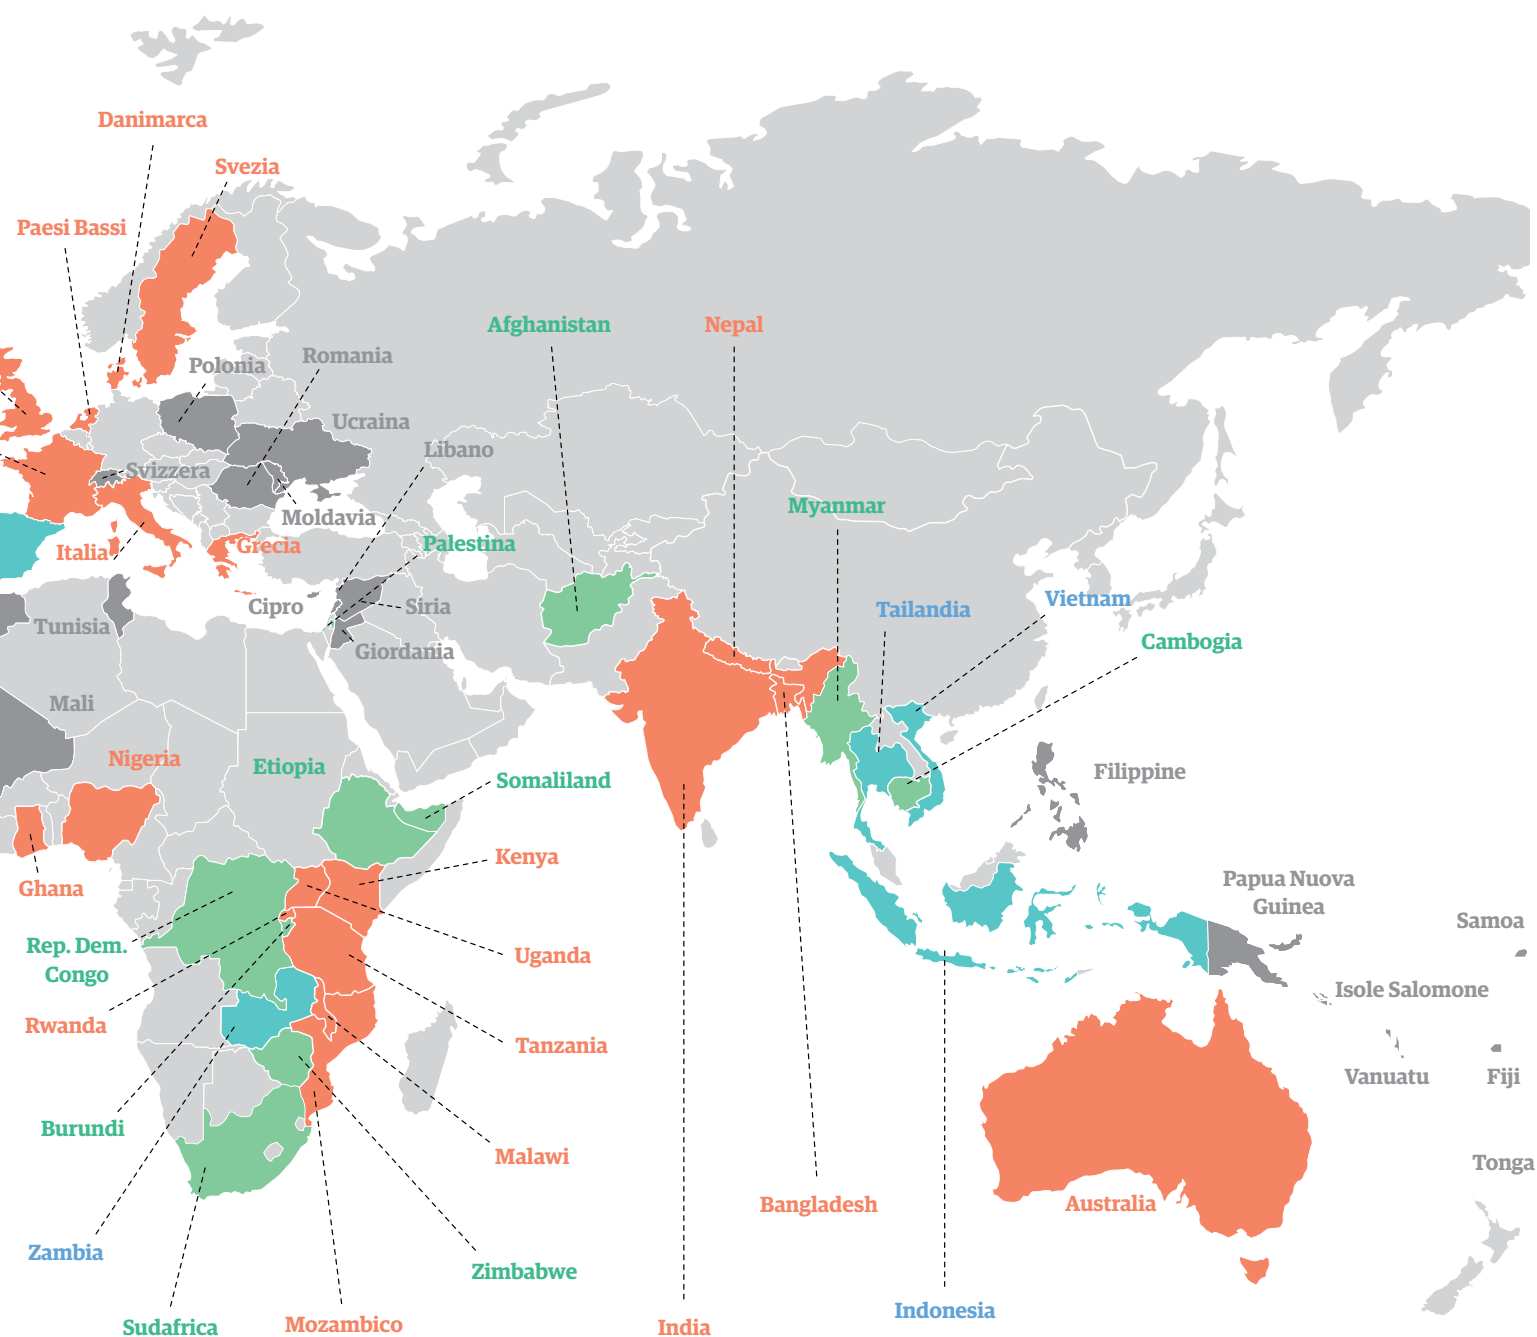 Danimarca
Svezia
Paesi Bassi
Afghanistan
Nepal
Romania
Polonia
Ucraina
Libano
Svizzera
Myanmar
Moldavia
Palestina
Grecia
Italia
Vietnam
Tailandia
Cipro
Siria
Tunisia
Cambogia
Giordania
Mali
Nigeria
Etiopia
Filippine
Somaliland
Kenya
Papua Nuova
Guinea
Ghana
Samoa
Rep. Dem.
Congo
Uganda
Isole Salomone
Rwanda
Tanzania
Vanuatu
Fiji
Burundi
Malawi
Tonga
Bangladesh
Australia
Zambia
Zimbabwe
Indonesia
Sudafrica
Mozambico
India